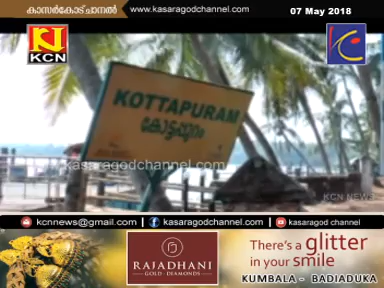 കാസർകോട് ചാനൽ
www.kasaragodchannel.com
07 May 2018
KCN
KOTTAPURAM
കോട്ടപ്പുറം
kasaragodchannel.com
KCN NEWS
kcnnews@gmail.com | kasaragodchannel.com | kasaragod channel
RAJADHANI
GOLD - DIAMONDS
There's a glitter
in your smile
KUMBALA - BADIADUKA